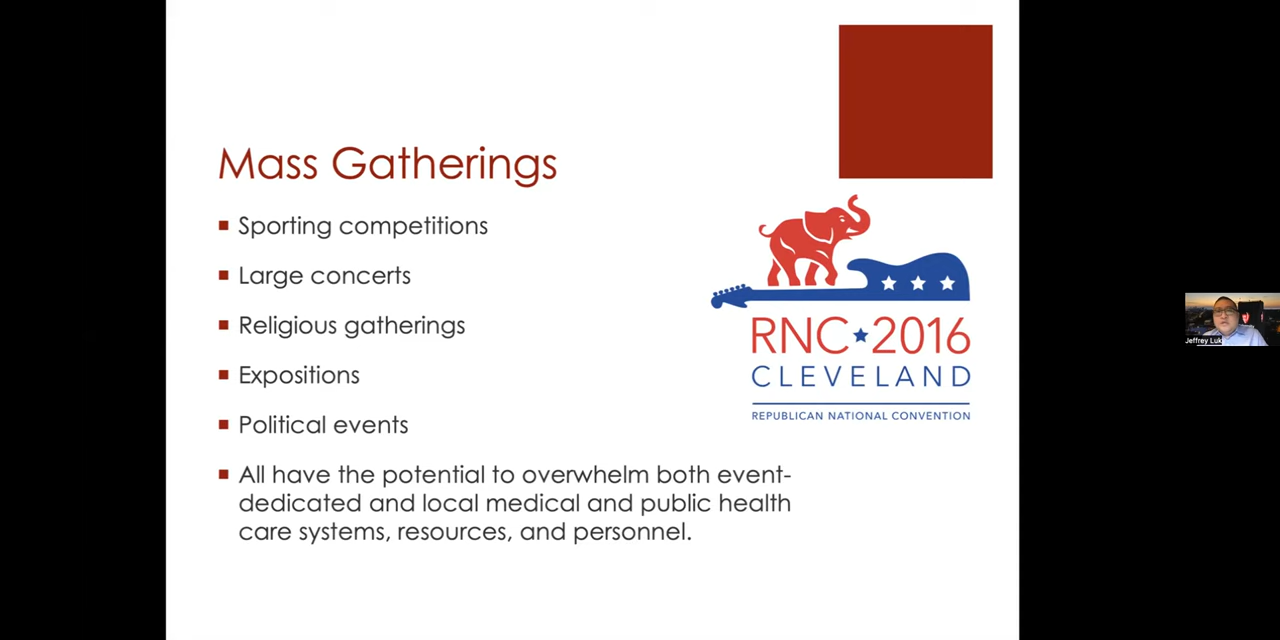 Mass Gatherings
Sporting competitions
Large concerts
Religious gatherings
Expositions
Political events
All have the potential to overwhelm both event-
dedicated and local medical and public health
care systems, resources, and personnel.
RNC★2016
CLEVELAND
REPUBLICAN NATIONAL CONVENTION
Jeffrey Luk